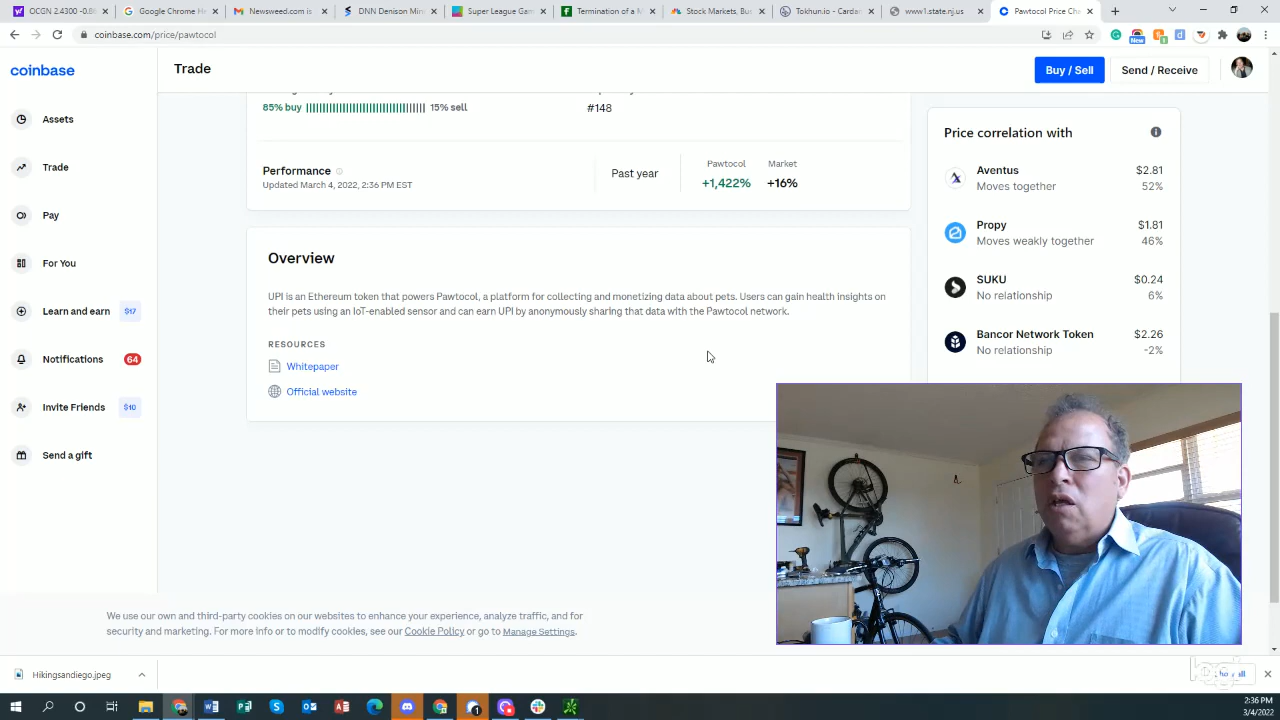 OCGN 2.4300 -0.8
Google Chrome He
Newsweed.com is
DNN Denison Min
Super League Gam
Termination of a M
Stock Markets, Bus
Tokhun.io - Cardan
www1.state.nj.us
Pawtocol Price Cha
coinbase.com/price/pawtocol
New
coinbase
Trade
Buy / Sell
Send / Receive
Assets
Trade
Pay
For You
Learn and earn $17
Notifications 64
Invite Friends $10
Send a gift
85% buy 15% sell
#148
Performance
Updated March 4, 2022, 2:36 PM EST
Past year
Pawtocol
+1,422%
Market
+16%
Overview
UPI is an Ethereum token that powers Pawtocol, a platform for collecting and monetizing data about pets. Users can gain health insights on
their pets using an IoT-enabled sensor and can earn UPI by anonymously sharing that data with the Pawtocol network.
RESOURCES
Whitepaper
Official website
Price correlation with
Aventus $2.81
Moves together 52%
Propy $1.81
Moves weakly together 46%
SUKU $0.24
No relationship 6%
Bancor Network Token $2.26
No relationship -2%
We use our own and third-party cookies on our websites to enhance your experience, analyze traffic, and for
security and marketing. For more info or to modify cookies, see our Cookie Policy or go to Manage Settings.
Hikingsandiego.jpeg
2:36 PM
3/4/2022